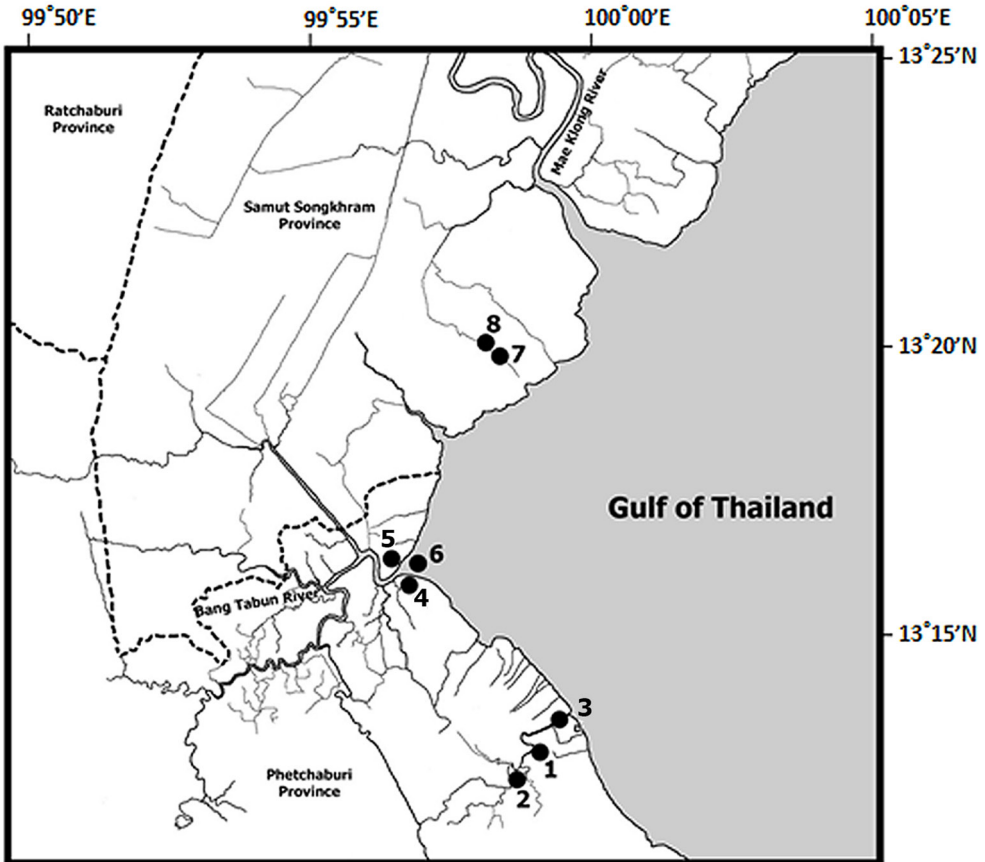 99˚50′E
99˚55′E
100˚00′E
100˚05′E
13˚25′N
Ratchaburi
Province
Mae Klong River
Samut Songkhram
Province
8
7
13˚20′N
Gulf of Thailand
5
6
4
Bang Tabun River
13˚15′N
3
1
2
Phetchaburi
Province